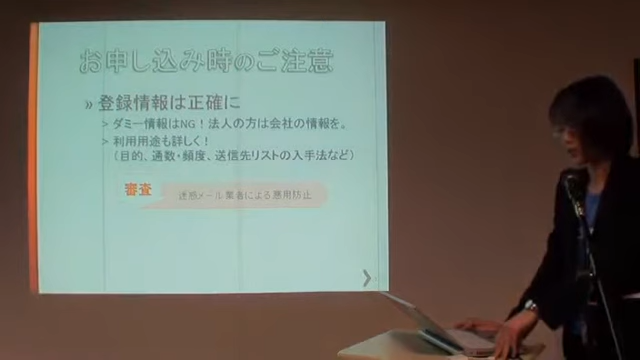 お申し込み時のご注意
» 登録情報は正確に
> ダミー情報はNG！法人の方は会社の情報を。
> 利用用途も詳しく！
（目的、通数・頻度、送信先リストの入手法など）
審査
迷惑メール業者による悪用防止